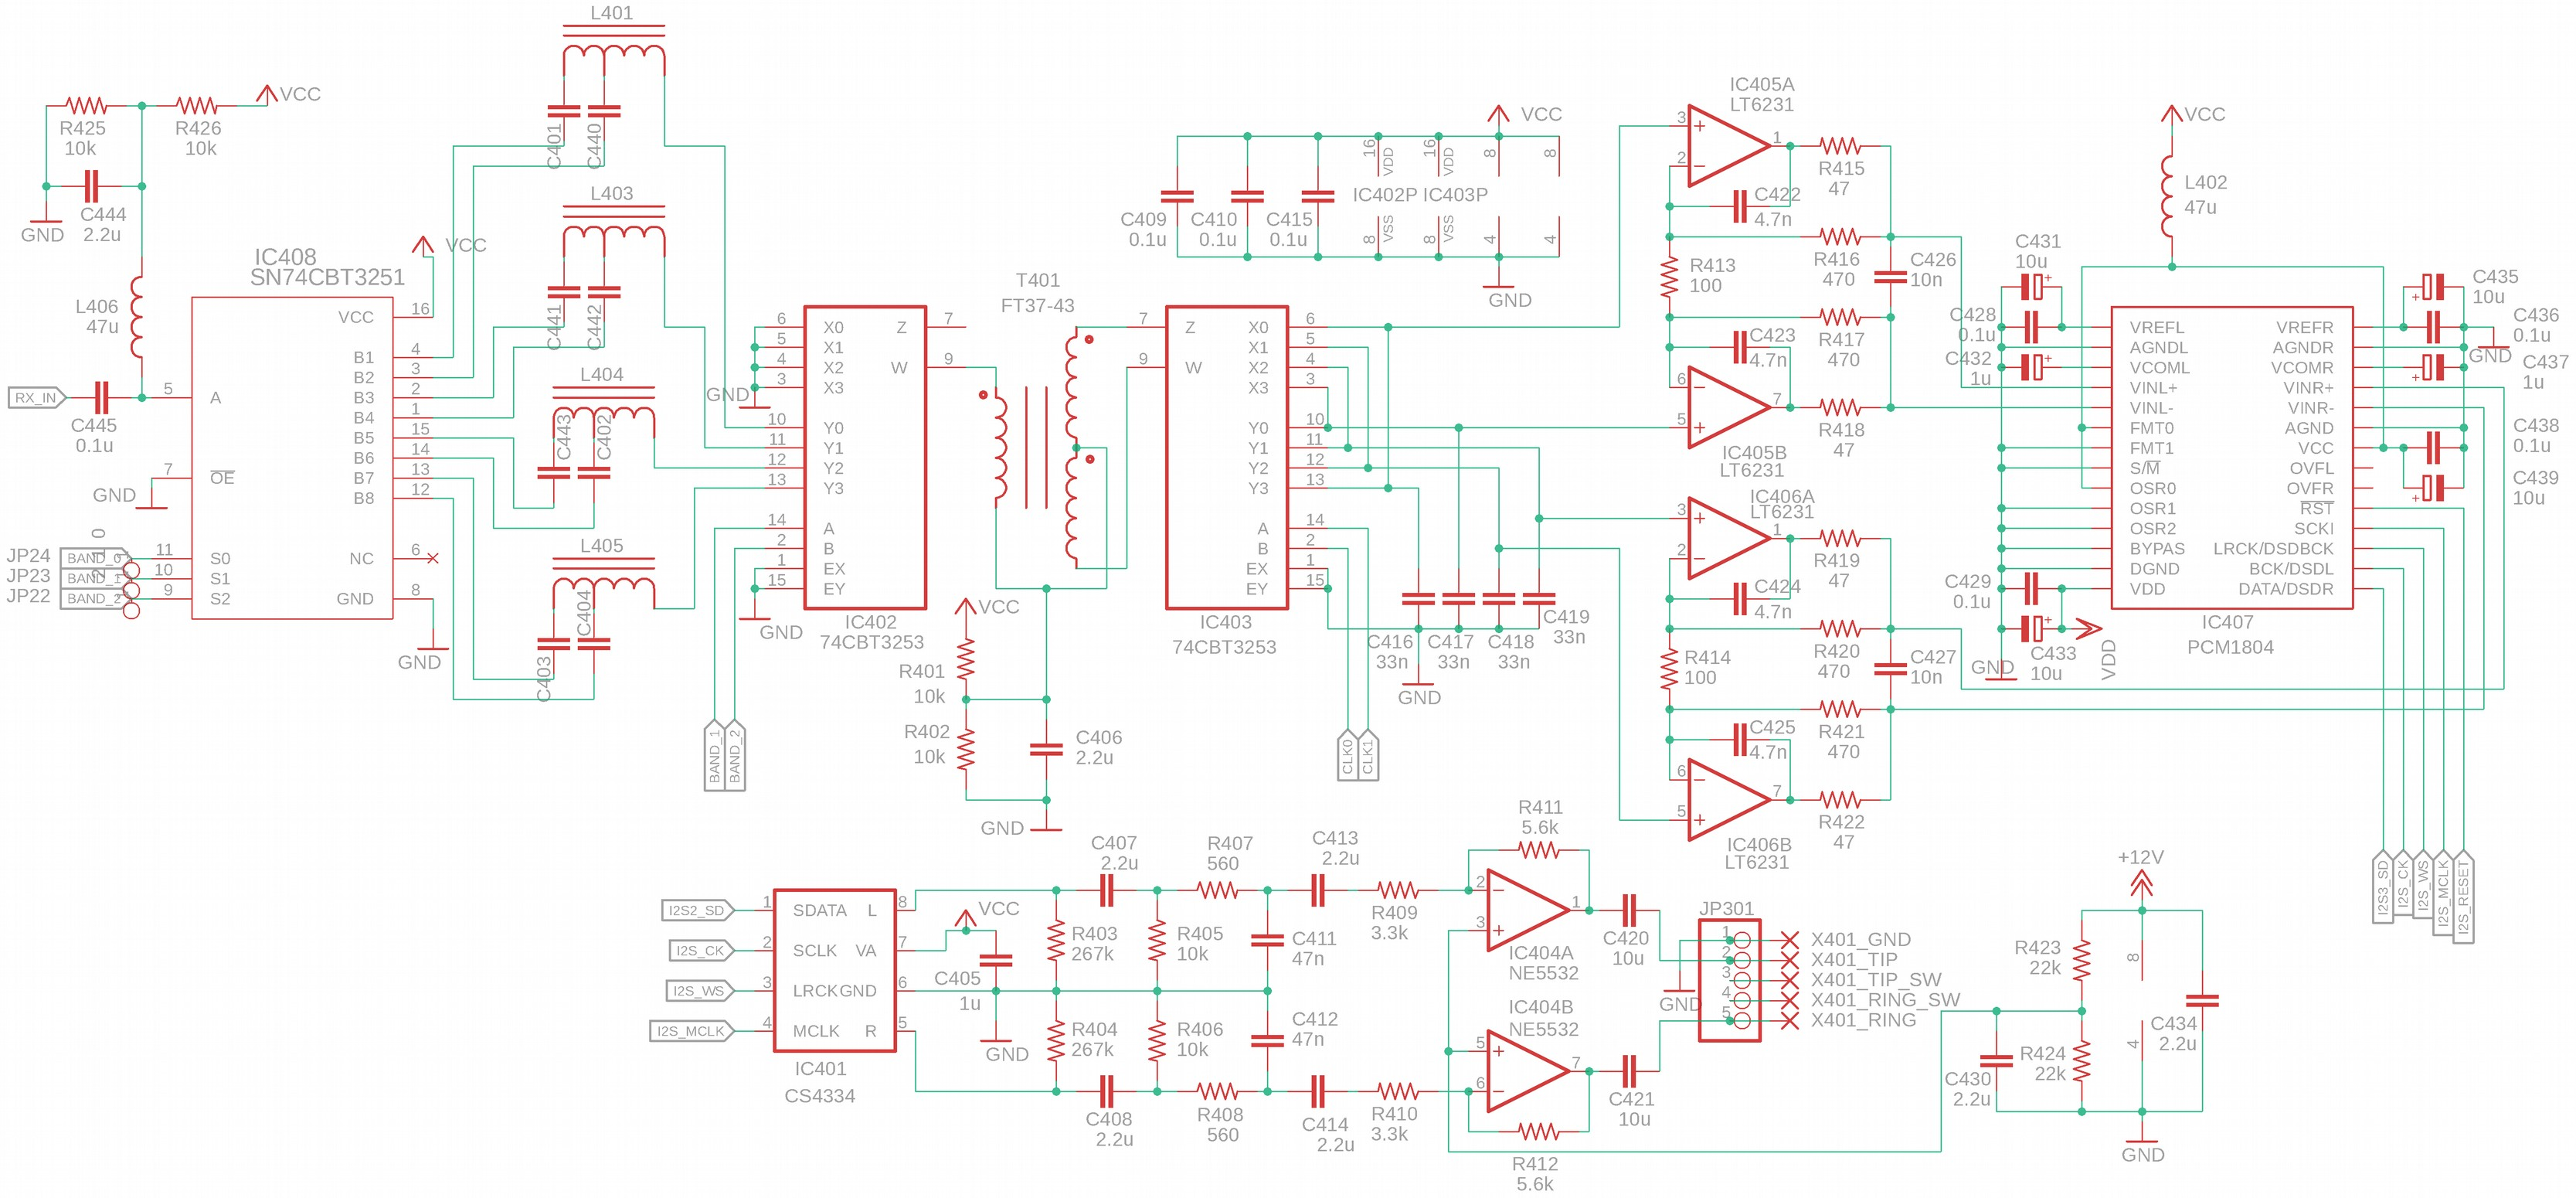 L401
C401
C440
R425
10k
R426
10k
VCC
C444
2.2u
GND
L406
47u
RX_IN
C445
0.1u
IC408
SN74CBT3251
VCC
5
A
7
OE
GND
JP24
JP23
JP22
BAND_0
BAND_1
BAND_2
0
11
10
9
S0
S1
S2
VCC
B1
B2
B3
B4
B5
B6
B7
B8
NC
GND
16
4
3
2
1
15
14
13
12
6
8
GND
L403
C441
C442
L404
C443
C402
L405
C403
C404
GND
6
5
4
3
10
11
12
13
14
2
1
15
X0
X1
X2
X3
Y0
Y1
Y2
Y3
A
B
EX
EY
Z
W
7
9
GND
IC402
74CBT3253
BAND_1
BAND_2
T401
FT37-43
VCC
R401
10k
R402
10k
C406
2.2u
GND
7
9
Z
W
X0
X1
X2
X3
Y0
Y1
Y2
Y3
A
B
EX
EY
6
5
4
3
10
11
12
13
14
2
1
15
IC403
74CBT3253
CLK0
CLK1
VCC
C409
0.1u
C410
0.1u
C415
0.1u
16
VDD
16
VDD
8
8
IC402P
IC403P
8
VSS
8
VSS
4
4
GND
C416
33n
C417
33n
C418
33n
C419
33n
GND
IC405A
LT6231
3
2
1
R415
47
C422
4.7n
R416
470
R413
100
C426
10n
R417
470
C423
4.7n
6
5
7
R418
47
IC405B
LT6231
IC406A
LT6231
3
2
1
R419
47
C424
4.7n
R420
470
R414
100
C427
10n
R421
470
C425
4.7n
6
5
7
R422
47
IC406B
LT6231
VCC
L402
47u
C431
10u
C428
0.1u
C432
1u
C429
0.1u
C433
10u
GND
VDD
VREFL
AGNDL
VCOML
VINL+
VINL-
FMT0
FMT1
S/M
OSR0
OSR1
OSR2
BYPAS
DGND
VDD
VREFR
AGNDR
VCOMR
VINR+
VINR-
AGND
VCC
OVFL
OVFR
RST
SCKI
LRCK/DSDBCK
BCK/DSDL
DATA/DSDR
IC407
PCM1804
C435
10u
C436
0.1u
GND
C437
1u
C438
0.1u
C439
10u
I2S3_SD
I2S_CK
I2S_WS
I2S_MCLK
I2S_RESET
I2S2_SD
I2S_CK
I2S_WS
I2S_MCLK
1
2
3
4
SDATA
SCLK
LRCK
MCLK
L
VA
GND
R
8
7
6
5
IC401
CS4334
VCC
C405
1u
GND
C407
2.2u
R407
560
C413
2.2u
R403
267k
R405
10k
C411
47n
R409
3.3k
R404
267k
R406
10k
C412
47n
C408
2.2u
R408
560
C414
2.2u
R410
3.3k
R411
5.6k
2
3
1
IC404A
NE5532
IC404B
NE5532
5
6
7
R412
5.6k
C420
10u
C421
10u
JP301
1
2
3
4
5
GND
X401_GND
X401_TIP
X401_TIP_SW
X401_RING_SW
X401_RING
+12V
R423
22k
R424
22k
C430
2.2u
8
4
C434
2.2u
GND